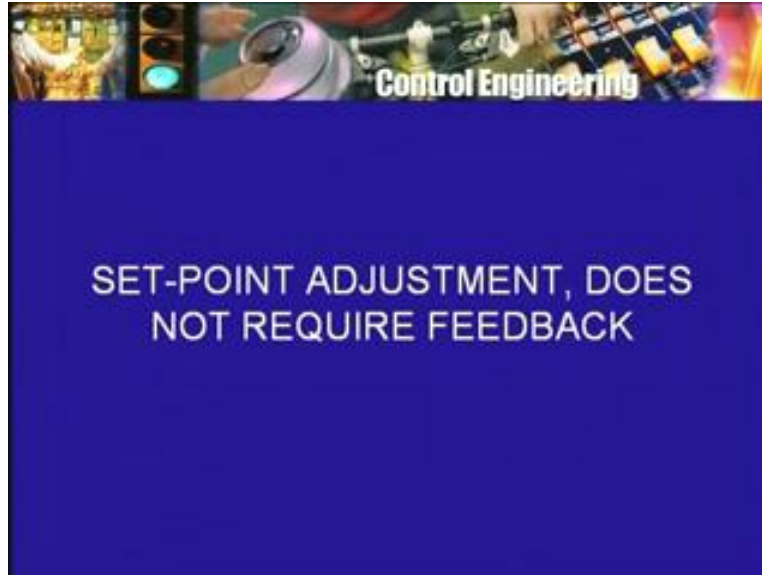 Control Engineering
SET-POINT ADJUSTMENT, DOES
NOT REQUIRE FEEDBACK